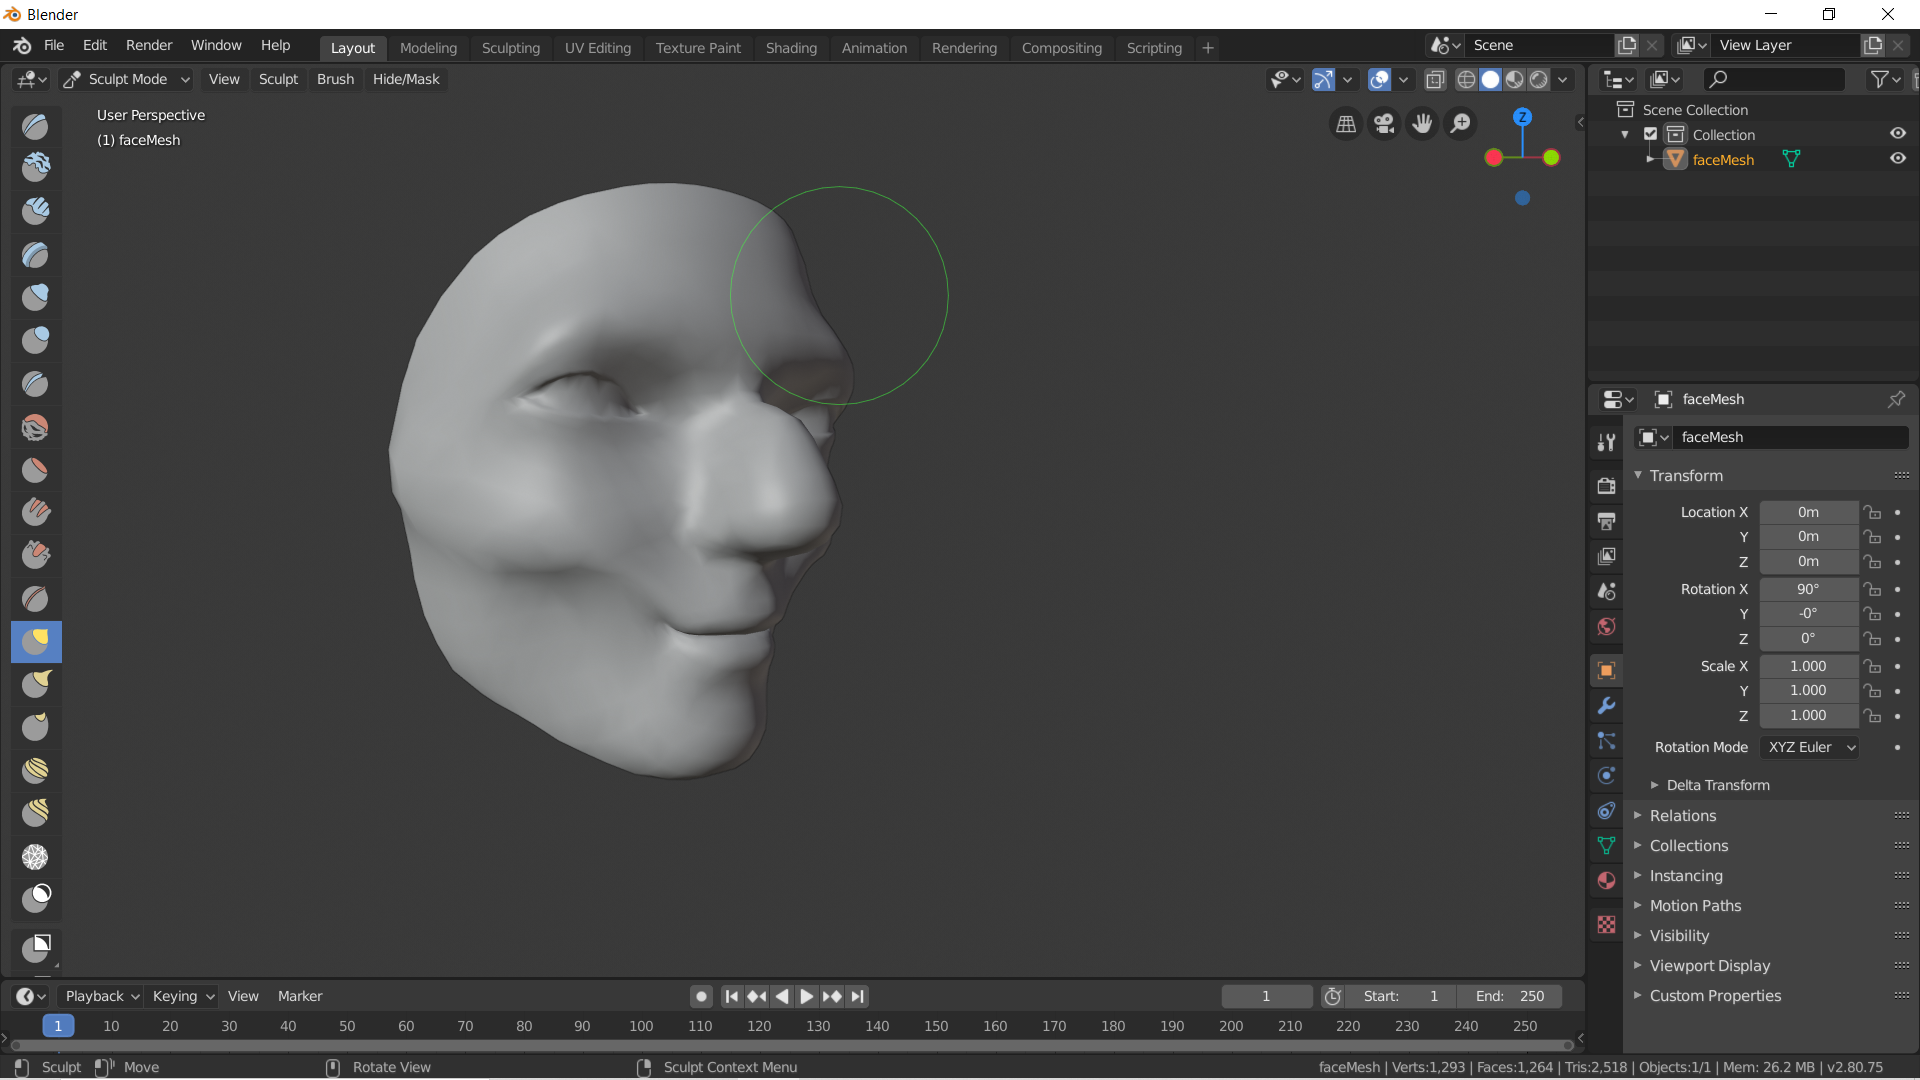 Blender
File Edit Render Window Help
Layout Modeling Sculpting UV Editing Texture Paint Shading Animation Rendering Compositing Scripting +
Scene
View Layer
Sculpt Mode View Sculpt Brush Hide/Mask
User Perspective
(1) faceMesh
Z
Scene Collection
Collection
faceMesh
faceMesh
faceMesh
Transform
Location X 0m
Y 0m
Z 0m
Rotation X 90°
Y -0°
Z 0°
Scale X 1.000
Y 1.000
Z 1.000
Rotation Mode XYZ Euler
Delta Transform
Relations
Collections
Instancing
Motion Paths
Visibility
Viewport Display
Custom Properties
Playback Keying View Marker
1 Start: 1 End: 250
1 10 20 30 40 50 60 70 80 90 100 110 120 130 140 150 160 170 180 190 200 210 220 230 240 250
Sculpt Move Rotate View Sculpt Context Menu
faceMesh | Verts:1,293 | Faces:1,264 | Tris:2,518 | Objects:1/1 | Mem: 26.2 MB | v2.80.75